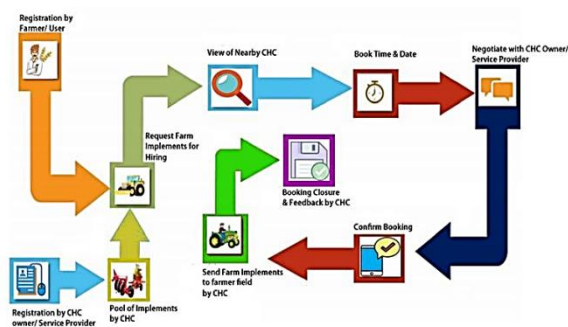 Registration by
Farmer/ User
View of Nearby CHC
Book Time & Date
Negotiate with CHC Owner/
Service Provider
Request Farm
Implements for
Hiring
Booking Closure
& Feedback by CHC
Confirm Booking
Send Farm Implements
to farmer field
by CHC
Registration by CHC
owner/ Service Provider
Pool of Implements
by CHC